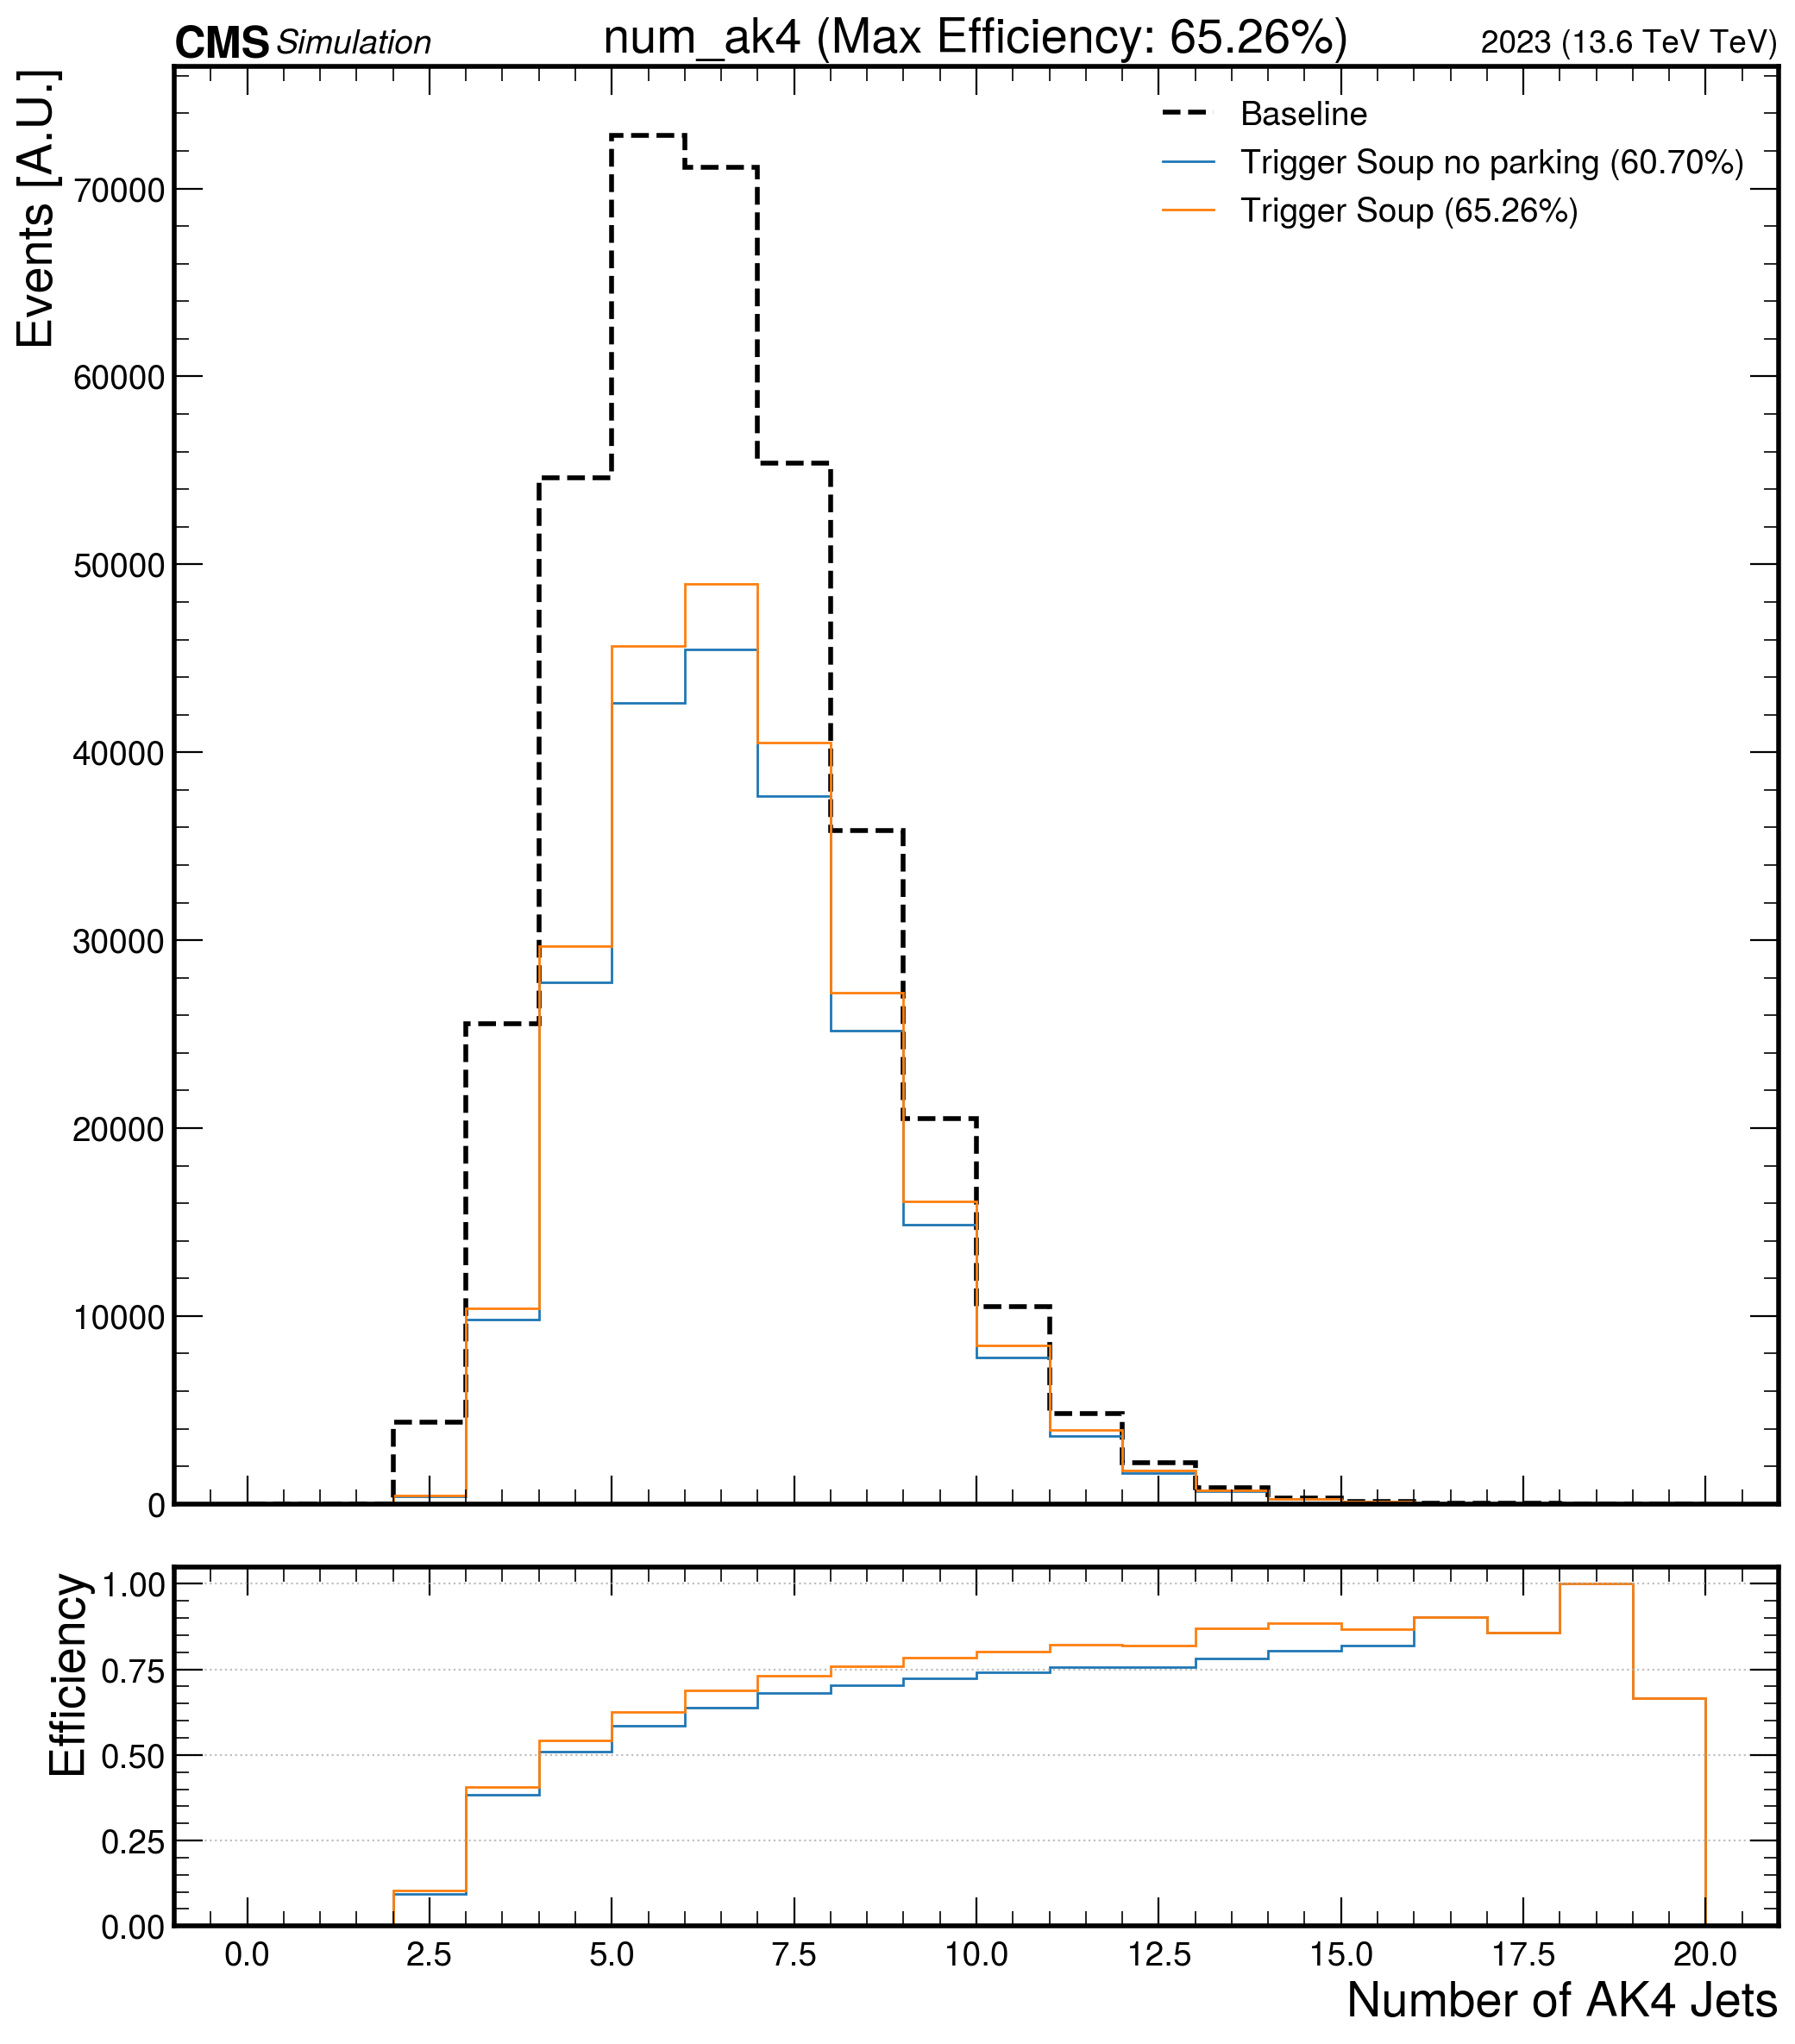 CMS Simulation num_ak4 (Max Efficiency: 65.26%) 2023 (13.6 TeV TeV)
Events [A.U.]
Baseline
Trigger Soup no parking (60.70%)
Trigger Soup (65.26%)
70000
60000
50000
40000
30000
20000
10000
0
Efficiency
1.00
0.75
0.50
0.25
0.00
0.0 2.5 5.0 7.5 10.0 12.5 15.0 17.5 20.0
Number of AK4 Jets